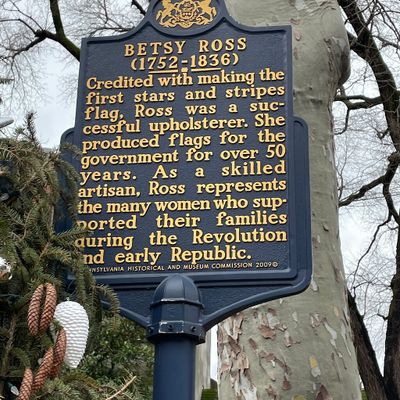 BETSY ROSS
(1752-1836)
Credited with making the
first stars and stripes
flag, Ross was a suc-
cessful upholsterer. She
produced flags for the
government for over 50
years. As a skilled
artisan, Ross represents
the many women who sup-
ported their families
during the Revolution
and early Republic.
PENNSYLVANIA HISTORICAL AND MUSEUM COMMISSION 2009©